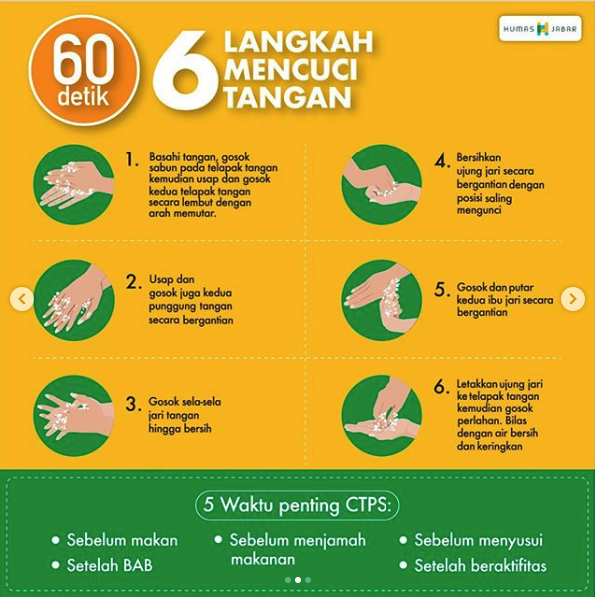 60
detik
6 LANGKAH
MENCUCI
TANGAN
HUMAS JABAR
1. Basahi tangan, gosok
sabun pada telapak tangan
kemudian usap dan gosok
kedua telapak tangan
secara lembut dengan
arah memutar.
2. Usap dan
gosok juga kedua
punggung tangan
secara bergantian
3. Gosok sela-sela
jari tangan
hingga bersih
4. Bersihkan
ujung jari secara
bergantian dengan
posisi saling
mengunci
5. Gosok dan putar
kedua ibu jari secara
bergantian
6. Letakkan ujung jari
ke telapak tangan
kemudian gosok
perlahan. Bilas
dengan air bersih
dan keringkan
5 Waktu penting CTPS:
• Sebelum makan
• Setelah BAB
• Sebelum menjamah
makanan
• Sebelum menyusui
• Setelah beraktifitas